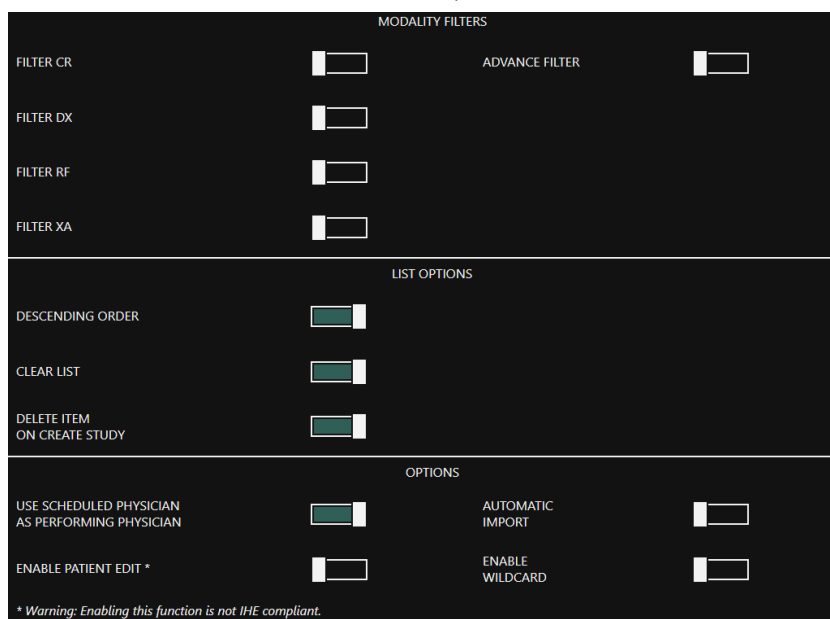 MODALITY FILTERS
FILTER CR
ADVANCE FILTER
FILTER DX
FILTER RF
FILTER XA
LIST OPTIONS
DESCENDING ORDER
CLEAR LIST
DELETE ITEM
ON CREATE STUDY
OPTIONS
USE SCHEDULED PHYSICIAN
AS PERFORMING PHYSICIAN
AUTOMATIC
IMPORT
ENABLE PATIENT EDIT *
ENABLE
WILDCARD
* Warning: Enabling this function is not IHE compliant.